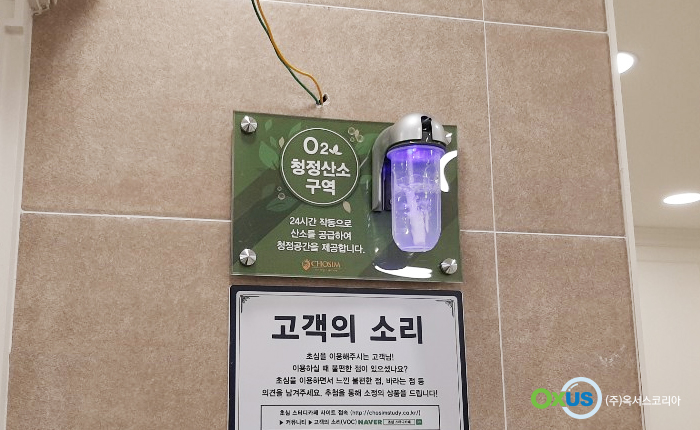 O2
청정산소
구역
24시간 작동으로
산소를 공급하여
청정공간을 제공합니다.
CHOSIM
고객의 소리
초심을 이용해주시는 고객님!
이용하실 때 불편한 점이 있으셨나요?
초심을 이용하면서 느낀 불편한 점, 바라는 점 등
의견을 남겨주세요. 추첨을 통해 소정의 상품을 드립니다!
초심 스터디카페 사이트 접속 (http://chosimstudy.co.kr/)
▶ 커뮤니티 ▶ 고객의 소리(VOC) NAVER
OXUS (주)옥서스코리아